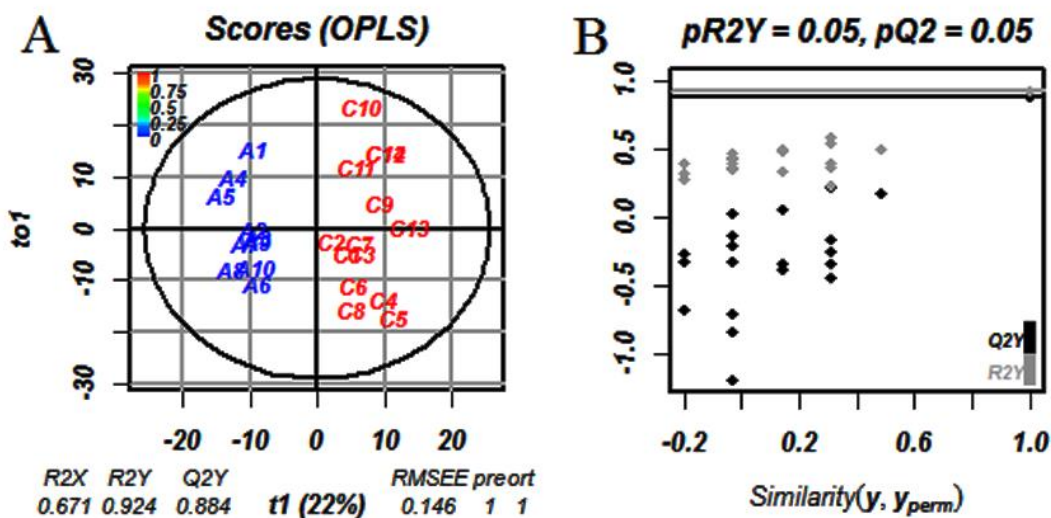 A
Scores (OPLS)
30
10
0
-10
-30
to1
1
0.75
0.5
0.25
0
C10
A1
C11
A4
A5
C9
C13
C2
C7
C3
A8
A10
A6
C6
C4
C8
C5
-20 -10 0 10 20
R2X R2Y Q2Y RMSEE pre ort
0.671 0.924 0.884 t1 (22%) 0.146 1 1
B
pR2Y = 0.05, pQ2 = 0.05
1.0
0.5
0.0
-0.5
-1.0
Q2Y
R2Y
-0.2 0.2 0.6 1.0
Similarity(y, yperm)